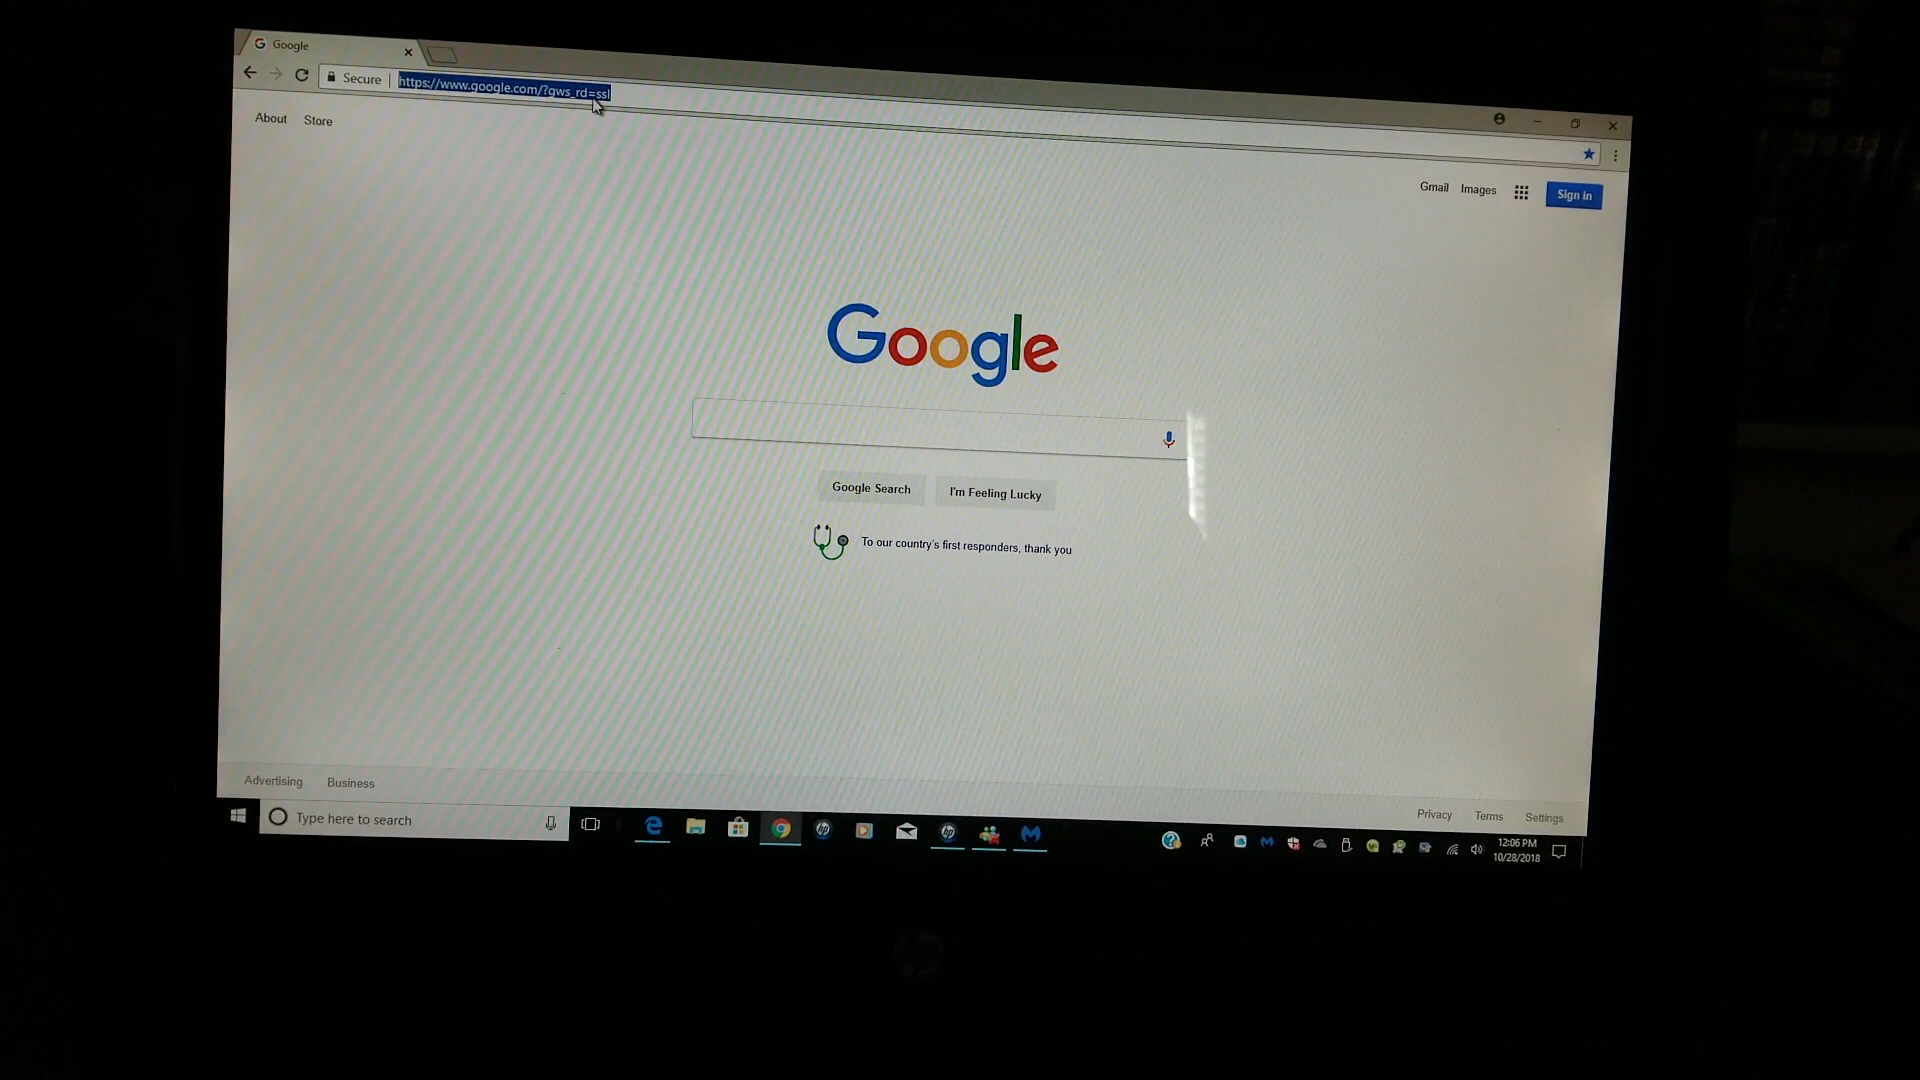 Google
Secure | https://www.google.com/?gws_rd=ssl
About Store
Gmail Images Sign in
Google
Google Search I'm Feeling Lucky
To our country's first responders, thank you
Advertising Business
Privacy Terms Settings
Type here to search
12:06 PM
10/28/2018
hp